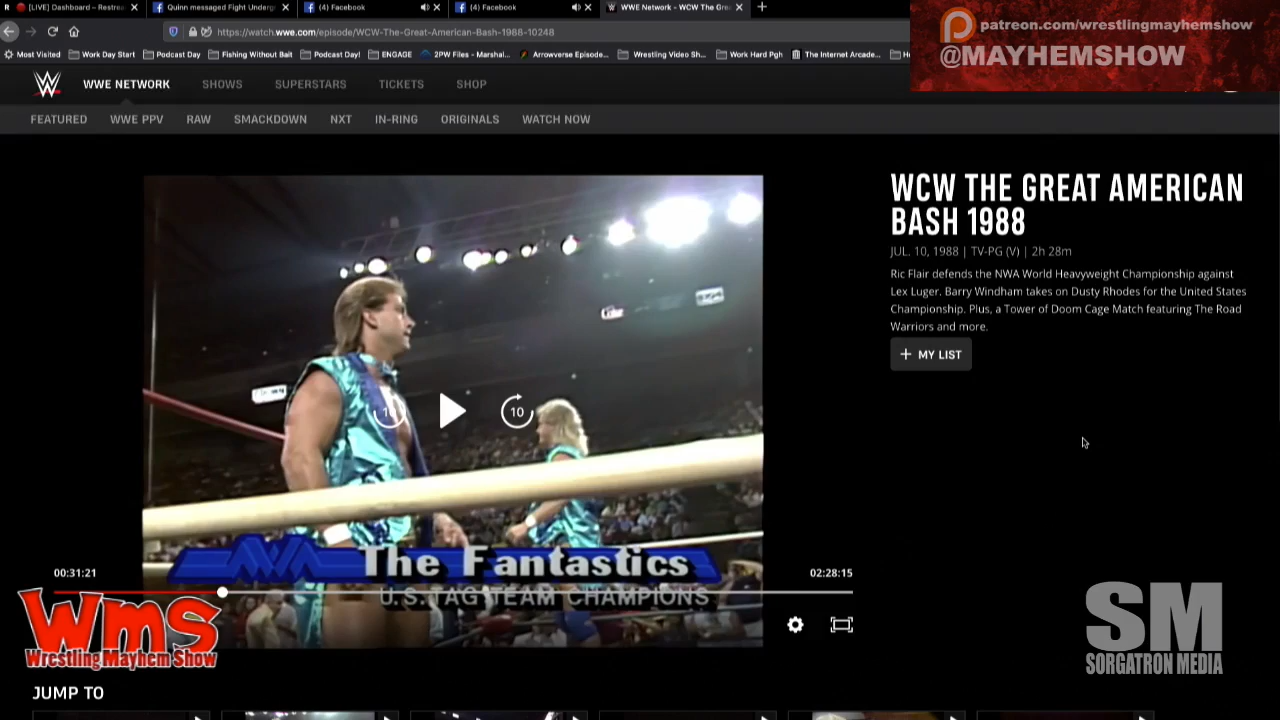 [LIVE] Dashboard – Restrea
Quinn messaged Fight Underg
(4) Facebook
(4) Facebook
WWE Network - WCW The Gre
https://watch.wwe.com/episode/WCW-The-Great-American-Bash-1988-10248
Most Visited
Work Day Start
Podcast Day
Fishing Without Bait
Podcast Day!
ENGAGE
2PW Files - Marshal...
Arrowverse Episode...
Wrestling Video Sh...
Work Hard Pgh
The Internet Arcade...
patreon.com/wrestlingmayhemshow
@MAYHEMSHOW
W
WWE NETWORK
SHOWS
SUPERSTARS
TICKETS
SHOP
FEATURED
WWE PPV
RAW
SMACKDOWN
NXT
IN-RING
ORIGINALS
WATCH NOW
WCW THE GREAT AMERICAN
BASH 1988
JUL. 10, 1988 | TV-PG (V) | 2h 28m
Ric Flair defends the NWA World Heavyweight Championship against
Lex Luger. Barry Windham takes on Dusty Rhodes for the United States
Championship. Plus, a Tower of Doom Cage Match featuring The Road
Warriors and more.
+ MY LIST
10
10
NWA
The Fantastics
U.S. TAG TEAM CHAMPIONS
00:31:21
02:28:15
WMS
Wrestling Mayhem Show
SM
SORGATRON MEDIA
JUMP TO